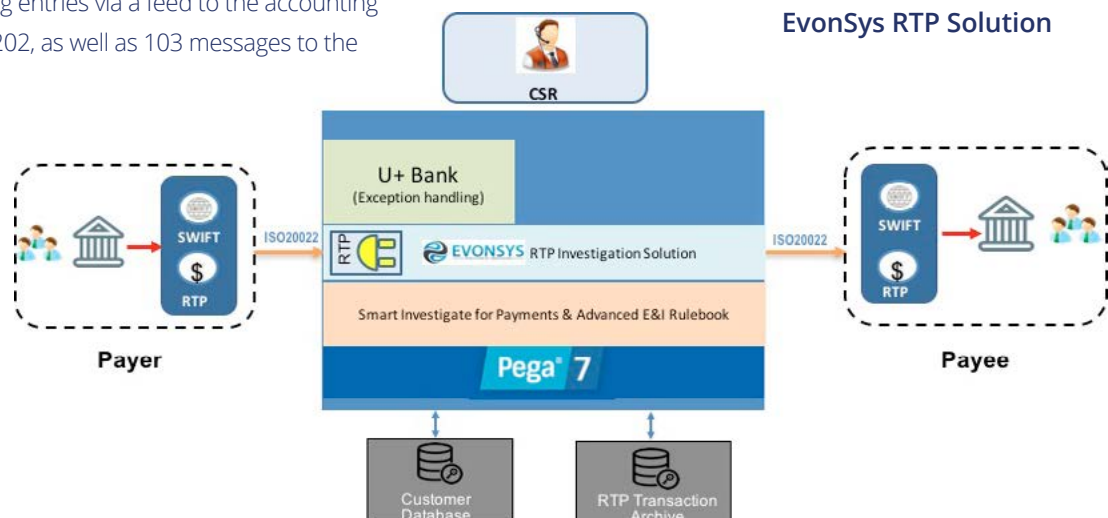 g entries via a feed to the accounting
202, as well as 103 messages to the
EvonSys RTP Solution
CSR
U+ Bank
(Exception handling)
SWIFT
$
RTP
ISO20022
RTP
EVONSYS RTP Investigation Solution
ISO20022
SWIFT
$
RTP
Smart Investigate for Payments & Advanced E&I Rulebook
Payer
Pega® 7
Payee
Customer
Database
RTP Transaction
Archive